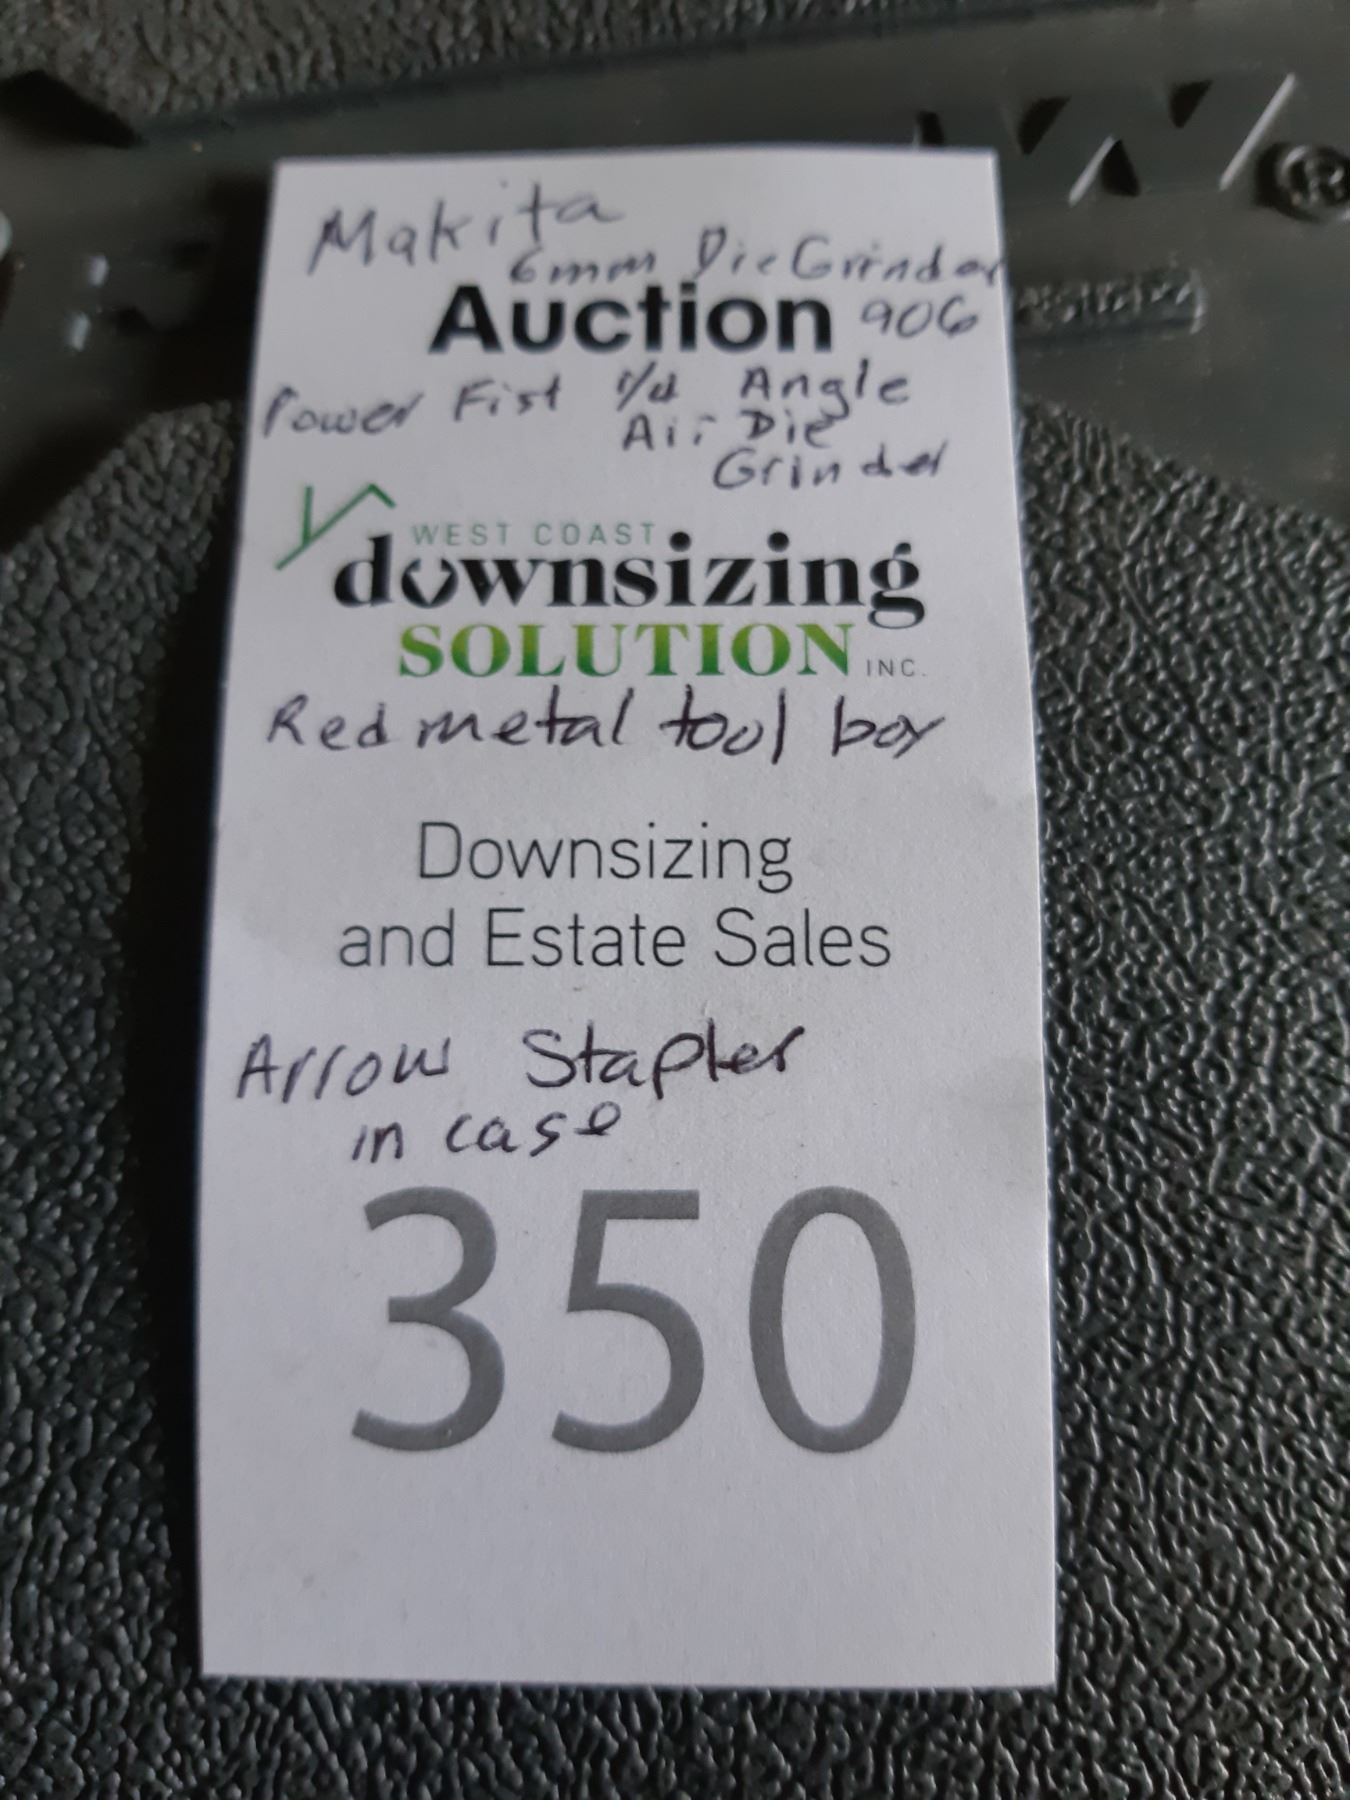 Makita
6mm Die Grinder
Auction 906
Power Fist 1/4 Angle
Air Die
Grinder
WEST COAST
downsizing
SOLUTION INC.
Red metal tool box
Downsizing
and Estate Sales
Arrow Stapler
in case
350